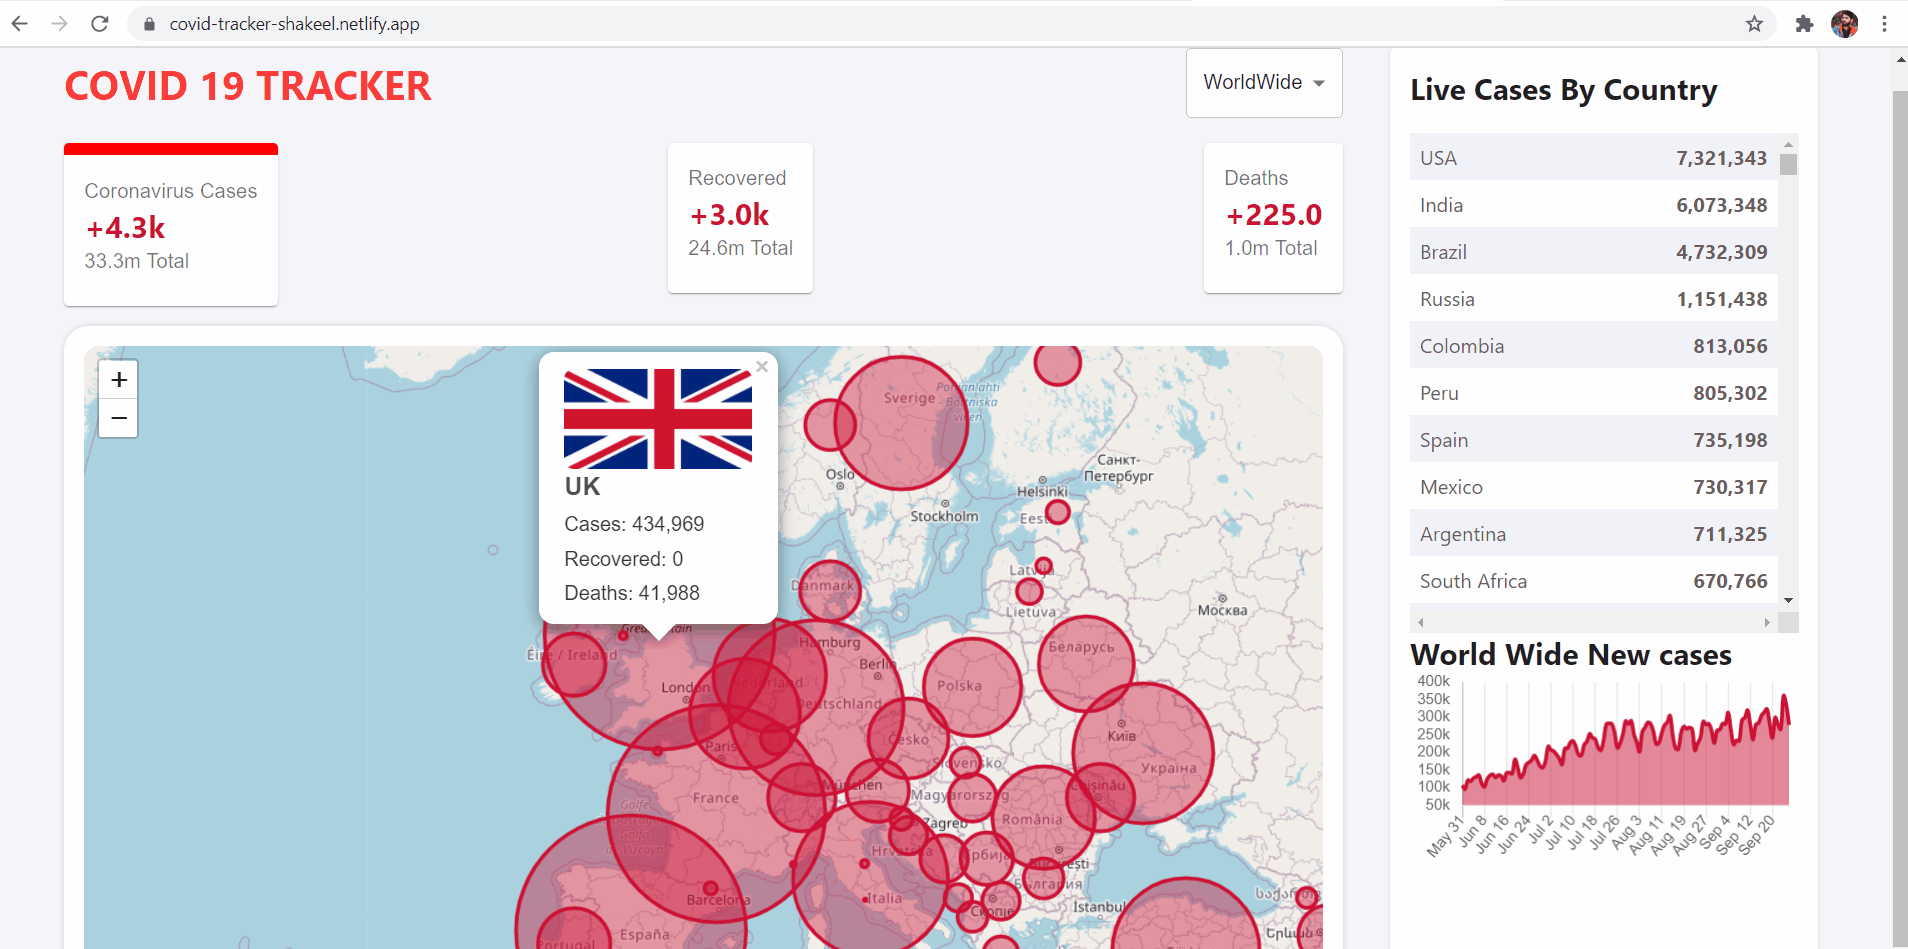 covid-tracker-shakeel.netlify.app
COVID 19 TRACKER
WorldWide
Coronavirus Cases
+4.3k
33.3m Total
Recovered
+3.0k
24.6m Total
Deaths
+225.0
1.0m Total
+
−
×
UK
Cases: 434,969
Recovered: 0
Deaths: 41,988
Sverige
Oslo
Stockholm
Helsinki
Санкт-
Петербург
Danmark
Lietuva
Москва
Éire / Ireland
London
Hamburg
Berlin
Nederland
Deutschland
Polska
Беларусь
Paris
Česko
Slovensko
Київ
Україна
France
München
Magyarország
Chișinău
România
Golfe
Zagreb
Hrvatska
București
България
Barcelona
Italia
Скопје
İstanbul
Portugal
España
Live Cases By Country
USA 7,321,343
India 6,073,348
Brazil 4,732,309
Russia 1,151,438
Colombia 813,056
Peru 805,302
Spain 735,198
Mexico 730,317
Argentina 711,325
South Africa 670,766
World Wide New cases
400k
350k
300k
250k
200k
150k
100k
50k
May 31
Jun 8
Jun 16
Jun 24
Jul 2
Jul 10
Jul 18
Jul 26
Aug 3
Aug 11
Aug 19
Aug 27
Sep 4
Sep 12
Sep 20